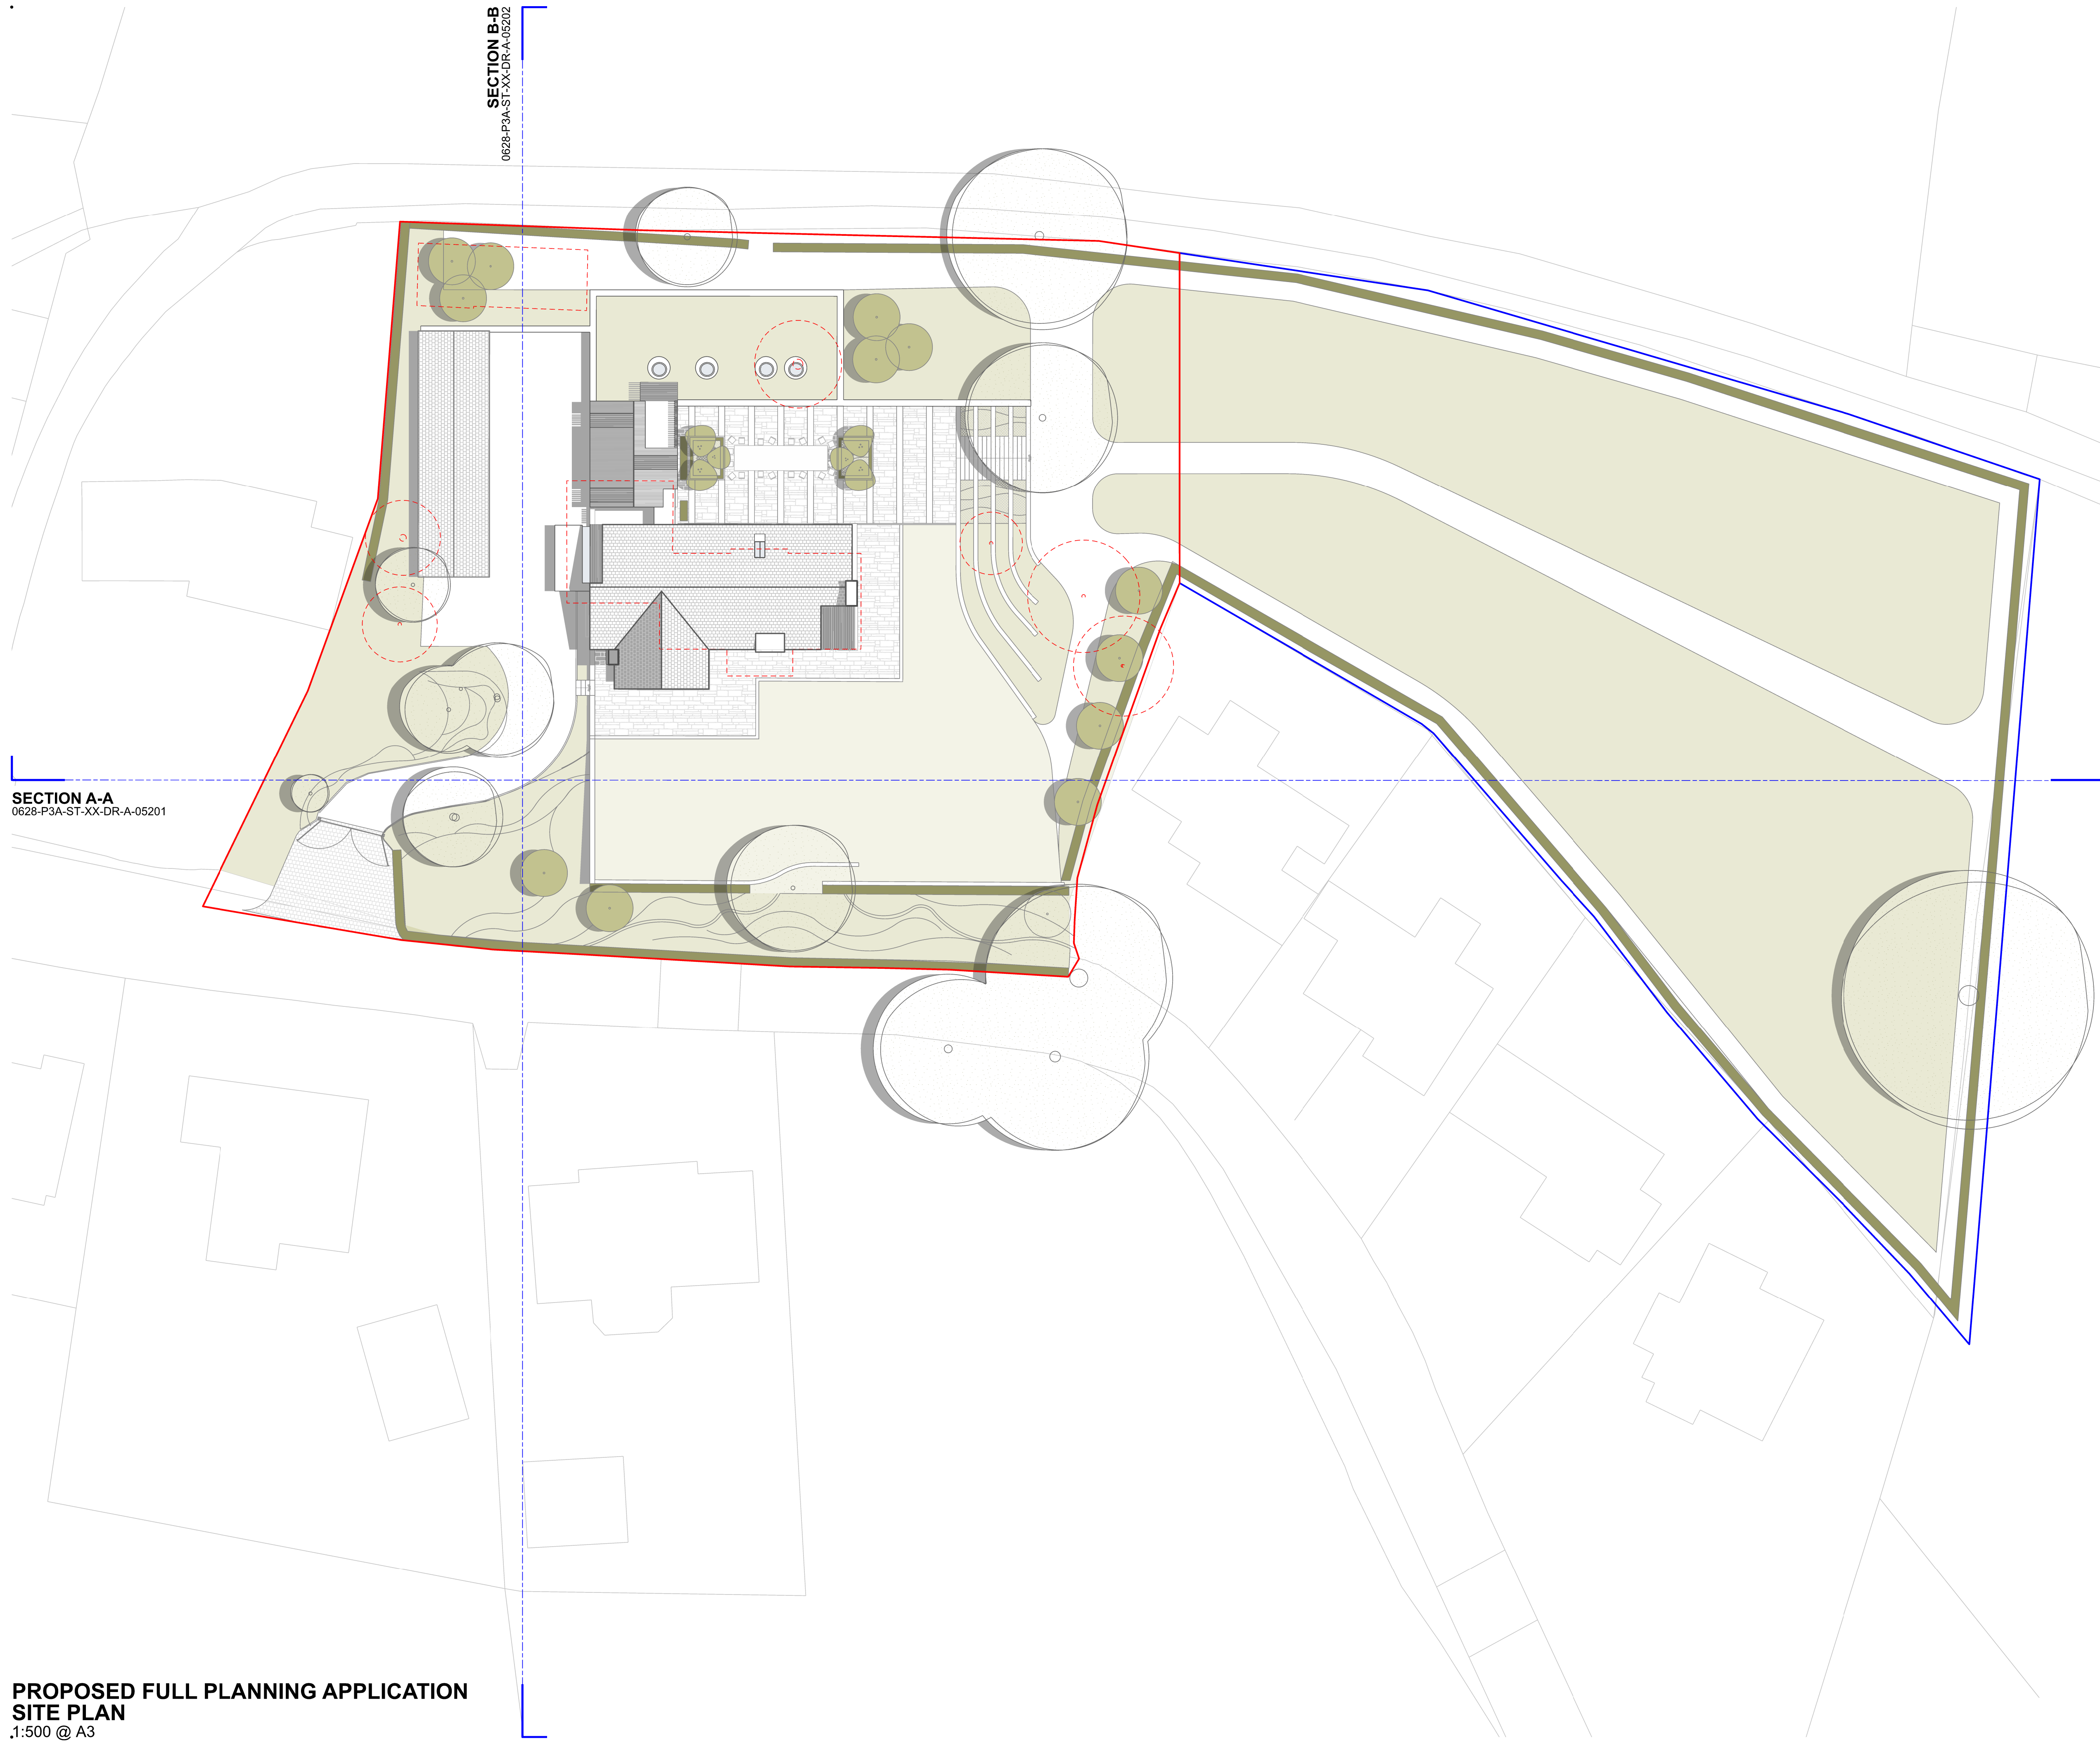 SECTION B-B
0628-P3A-ST-XX-DR-A-05202
SECTION A-A
0628-P3A-ST-XX-DR-A-05201
PROPOSED FULL PLANNING APPLICATION
SITE PLAN
1:500 @ A3